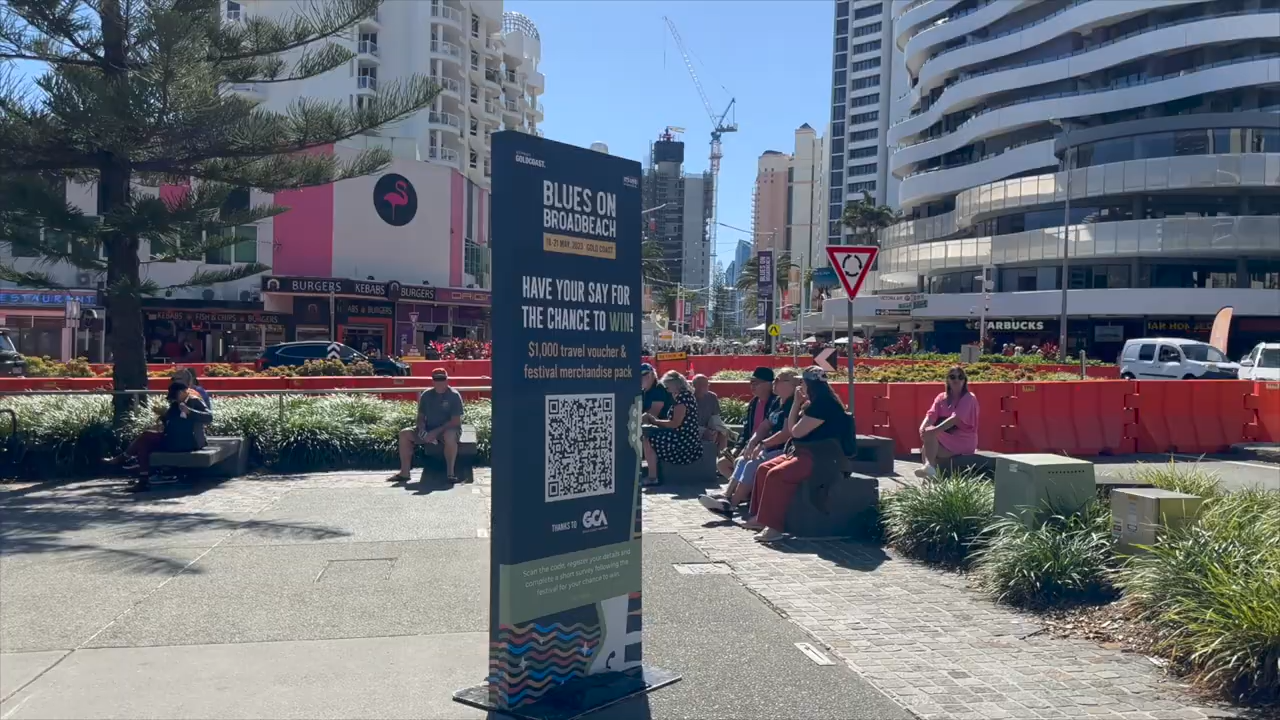 GOLDCOAST.
BLUES ON
BROADBEACH
18-21 MAY, 2023 GOLD COAST
HAVE YOUR SAY FOR
THE CHANCE TO WIN!
$1,000 travel voucher &
festival merchandise pack
THANKS TO GCA
Scan the code, register your details and
complete a short survey following the
festival for your chance to win.
BURGERS KEBABS BURGERS
STARBUCKS